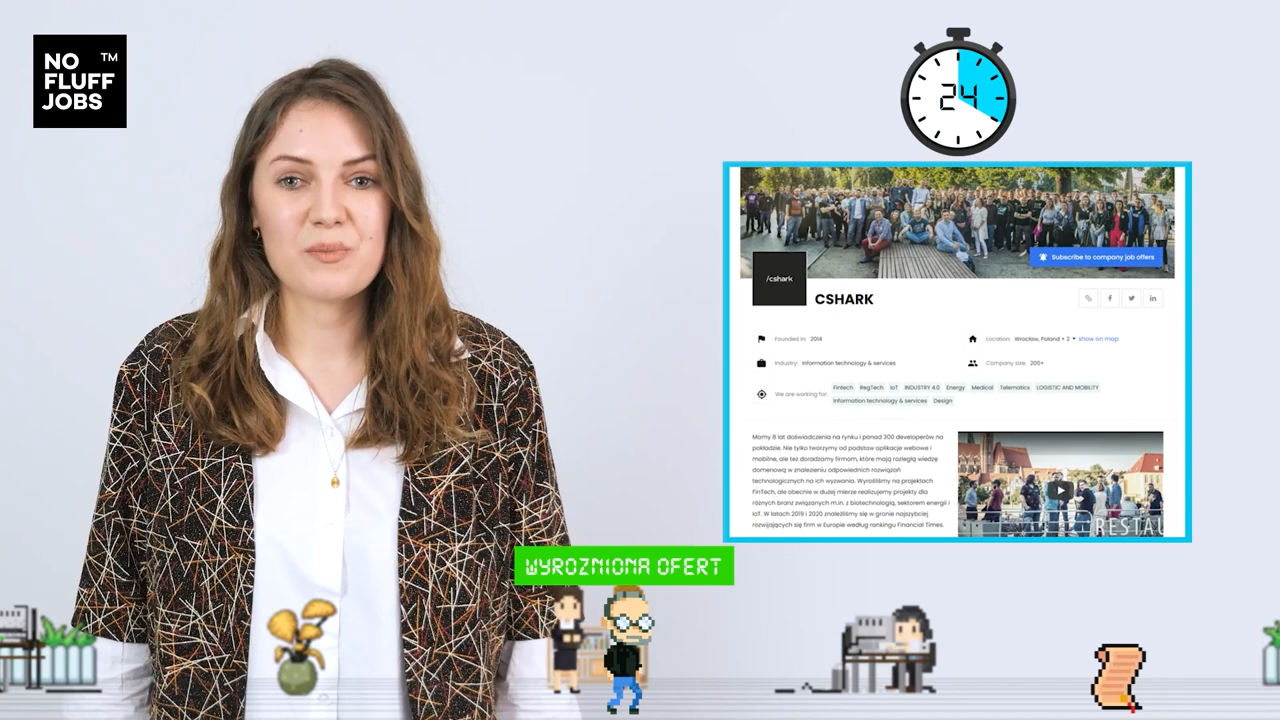 NO TM
FLUFF
JOBS
24
Subscribe to company job offers
/cshark
CSHARK
Founded in: 2014
Location: Wrocław, Poland + 2 show on map
Industry: Information technology & services
Company size: 200+
We are working for: Fintech RegTech IoT INDUSTRY 4.0 Energy Medical Telematics LOGISTIC AND MOBILITY
Information technology & services Design
Mamy 8 lat doświadczenia na rynku i ponad 300 developerów na
pokładzie. Nie tylko tworzymy od podstaw aplikacje webowe i
mobilne, ale też doradzamy firmom, które mają rozległą wiedzę
domenową w znalezieniu odpowiednich rozwiązań
technologicznych na ich wyzwania. Wyrośliśmy na projektach
FinTech, ale obecnie w dużej mierze realizujemy projekty dla
różnych branż związanych m.in. z biotechnologią, sektorem energii i
IoT. W latach 2019 i 2020 znaleźliśmy się w gronie najszybciej
rozwijających się firm w Europie według rankingu Financial Times.
RESTAU
WYROZNIONA OFERT